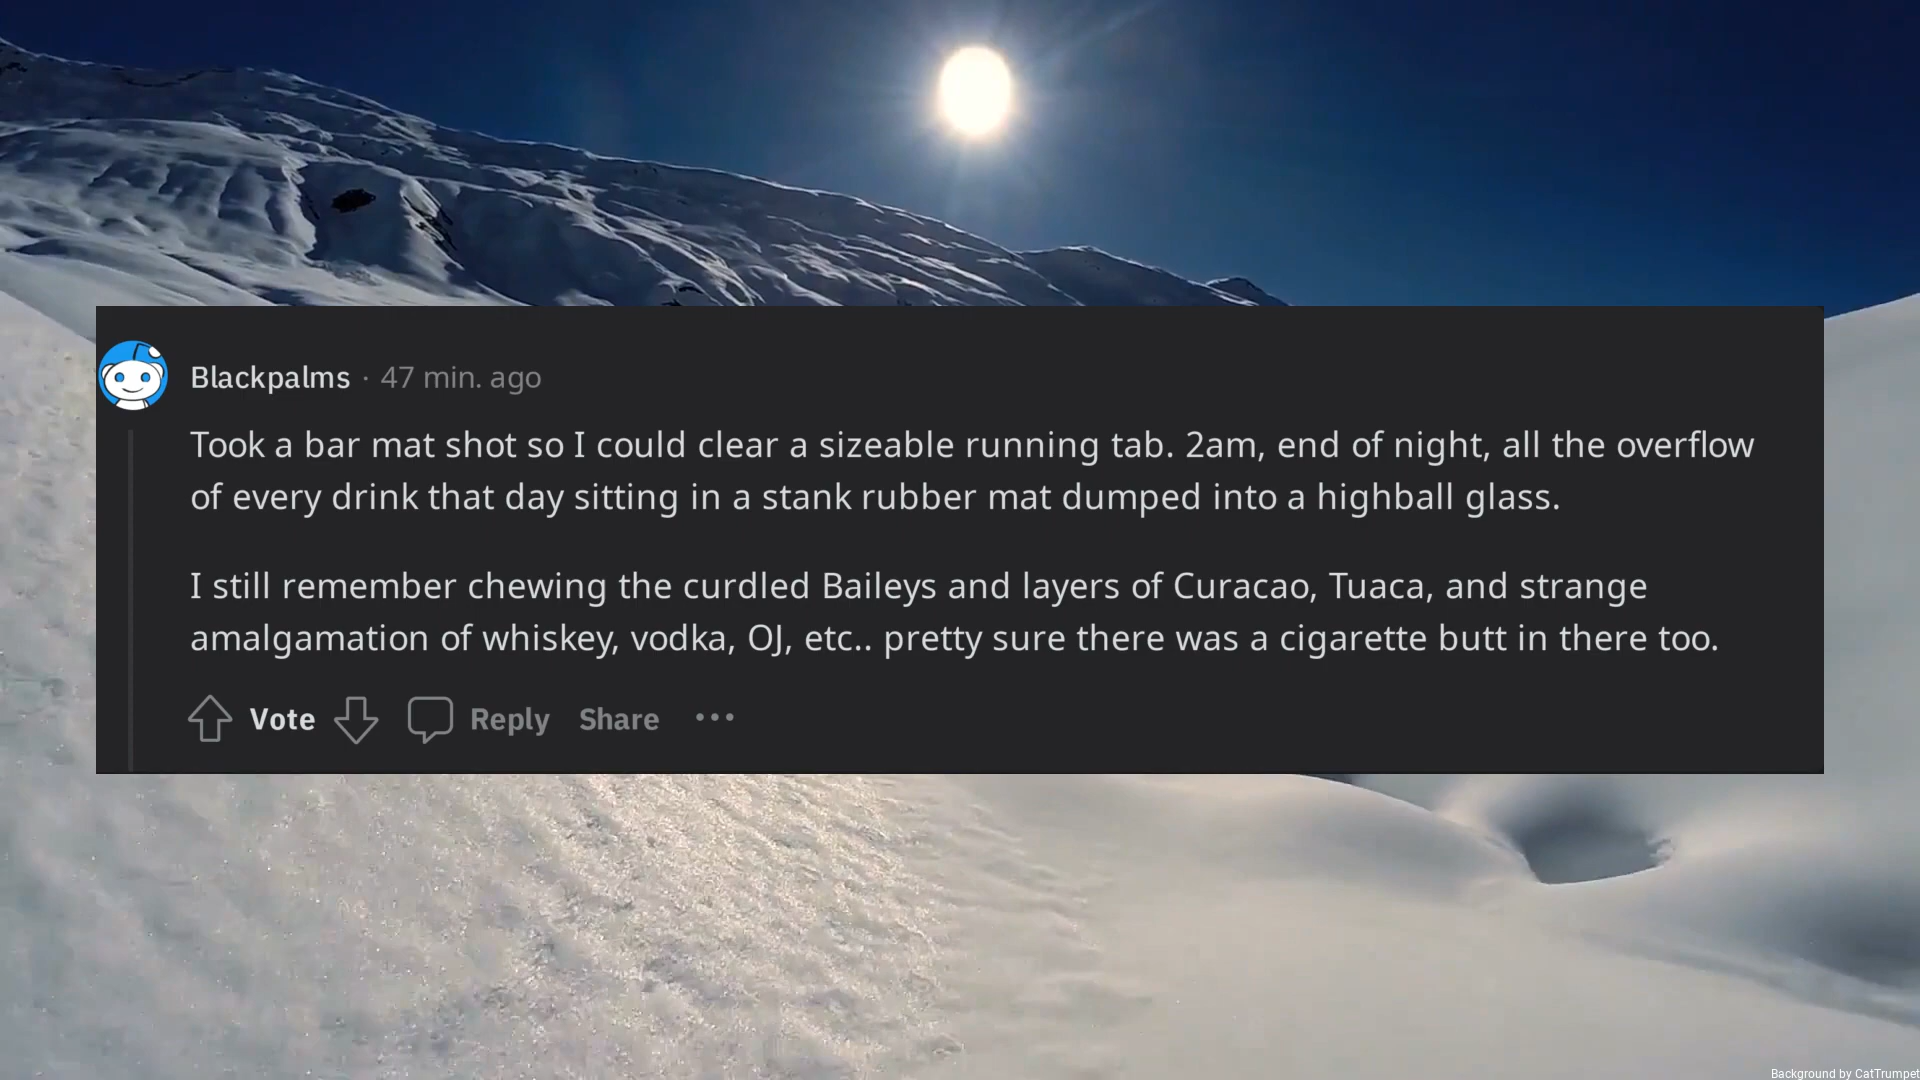 Blackpalms · 47 min. ago
Took a bar mat shot so I could clear a sizeable running tab. 2am, end of night, all the overflow
of every drink that day sitting in a stank rubber mat dumped into a highball glass.
I still remember chewing the curdled Baileys and layers of Curacao, Tuaca, and strange
amalgamation of whiskey, vodka, OJ, etc.. pretty sure there was a cigarette butt in there too.
Vote Reply Share ···
Background by CatTrumpet